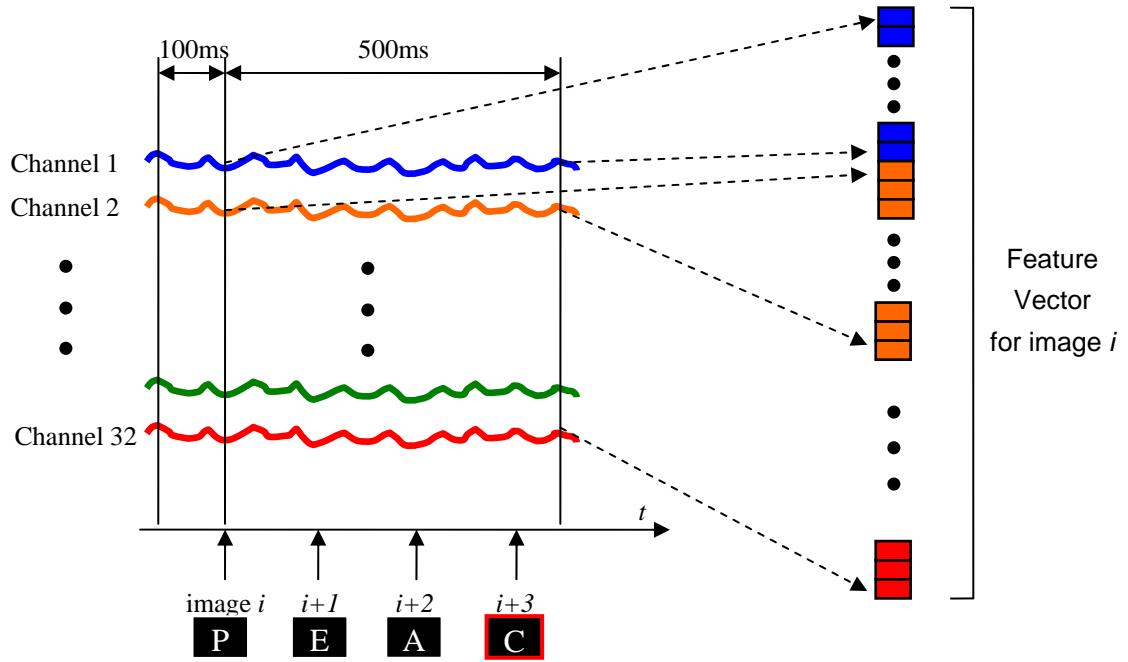 100ms
500ms
Channel 1
Channel 2
Channel 32
t
image i
i+1
i+2
i+3
P
E
A
C
Feature
Vector
for image i